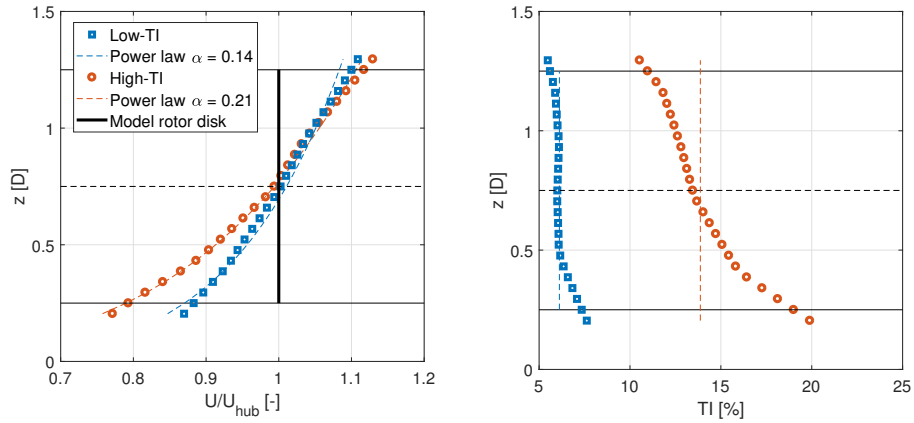 1.5
1
0.5
0
z [D]
Low-TI
Power law α = 0.14
High-TI
Power law α = 0.21
Model rotor disk
0.7 0.8 0.9 1 1.1 1.2
U/U_hub [-]
1.5
1
0.5
0
z [D]
5 10 15 20 25
TI [%]